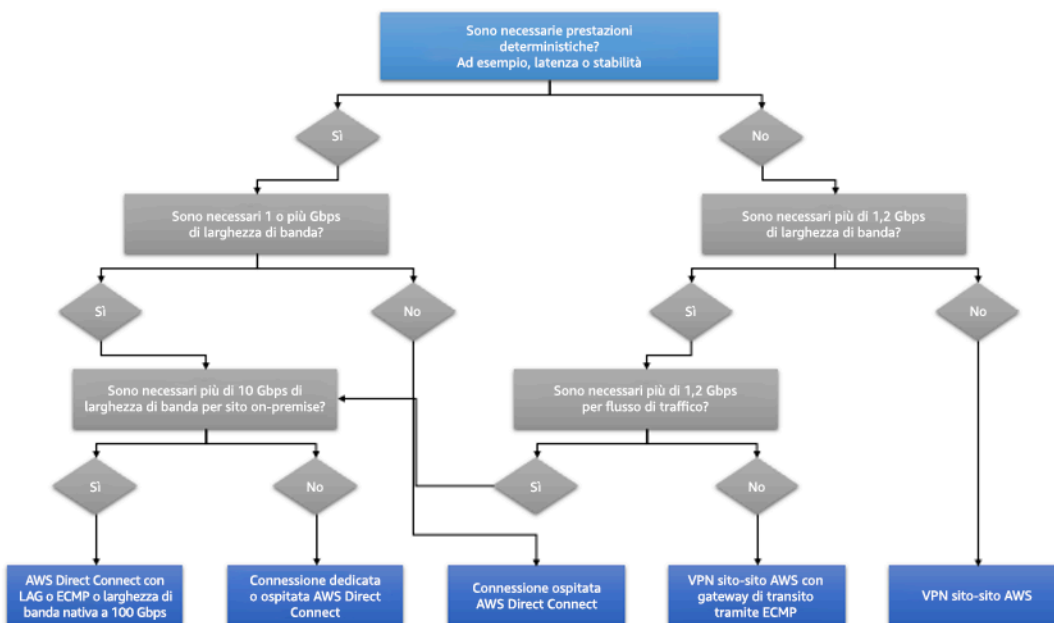 Sono necessarie prestazioni
deterministiche?
Ad esempio, latenza o stabilità
Sì
No
Sono necessari 1 o più Gbps
di larghezza di banda?
Sono necessari più di 1,2 Gbps
di larghezza di banda?
Sì
No
Sì
No
Sono necessari più di 10 Gbps di
larghezza di banda per sito on-premise?
Sono necessari più di 1,2 Gbps
per flusso di traffico?
Sì
No
Sì
No
AWS Direct Connect con
LAG o ECMP o larghezza di
banda nativa a 100 Gbps
Connessione dedicata
o ospitata AWS Direct
Connect
Connessione ospitata
AWS Direct Connect
VPN sito-sito AWS con
gateway di transito
tramite ECMP
VPN sito-sito AWS